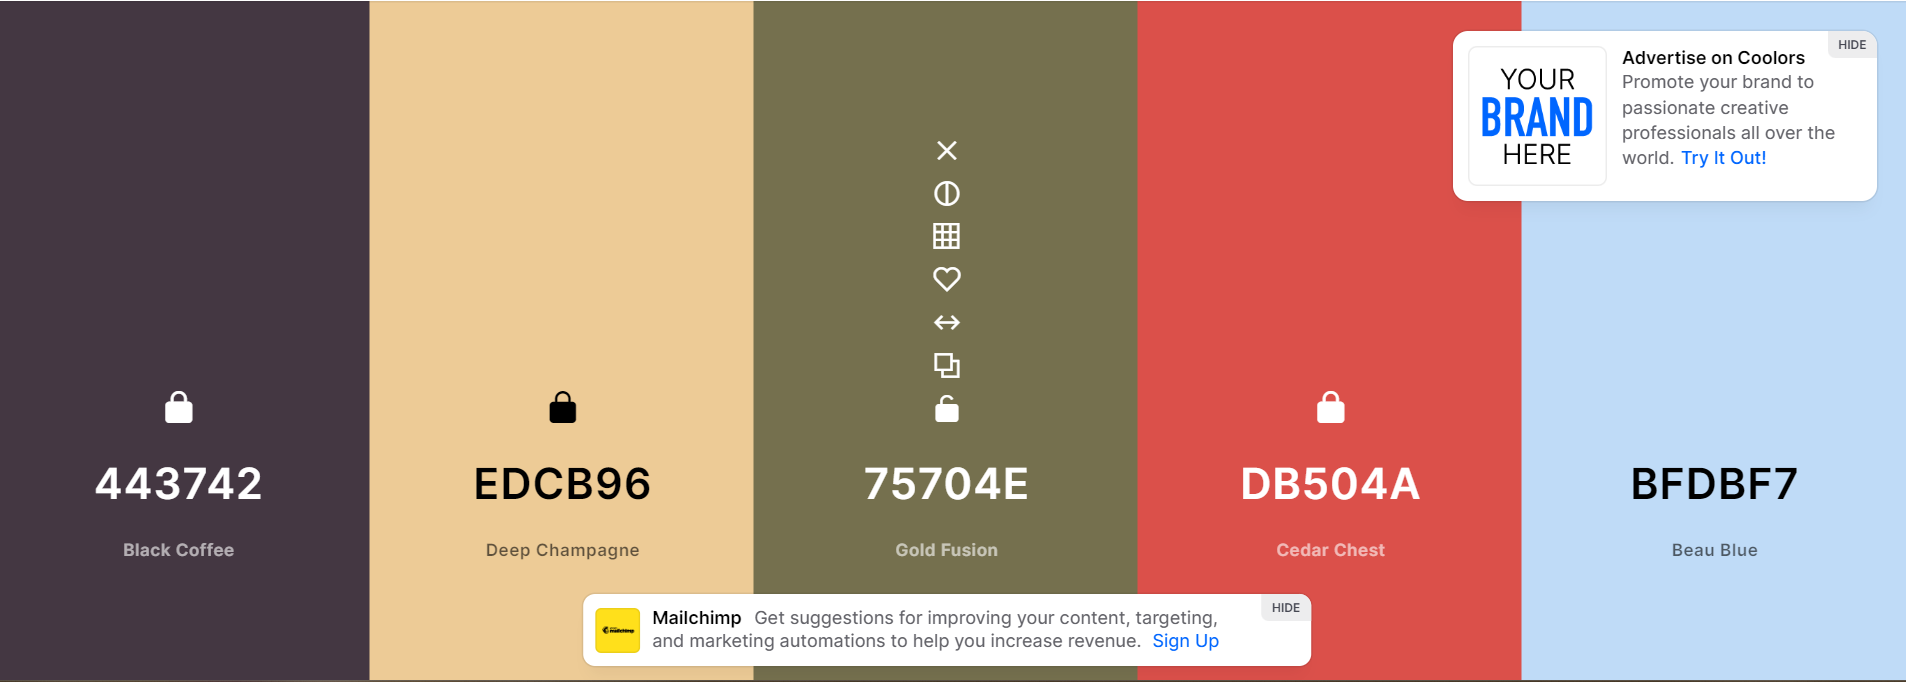 HIDE
YOUR
BRAND
HERE
Advertise on Coolors
Promote your brand to
passionate creative
professionals all over the
world. Try It Out!
443742
Black Coffee
EDCB96
Deep Champagne
75704E
Gold Fusion
DB504A
Cedar Chest
BFDBF7
Beau Blue
HIDE
mailchimp
Mailchimp Get suggestions for improving your content, targeting,
and marketing automations to help you increase revenue. Sign Up